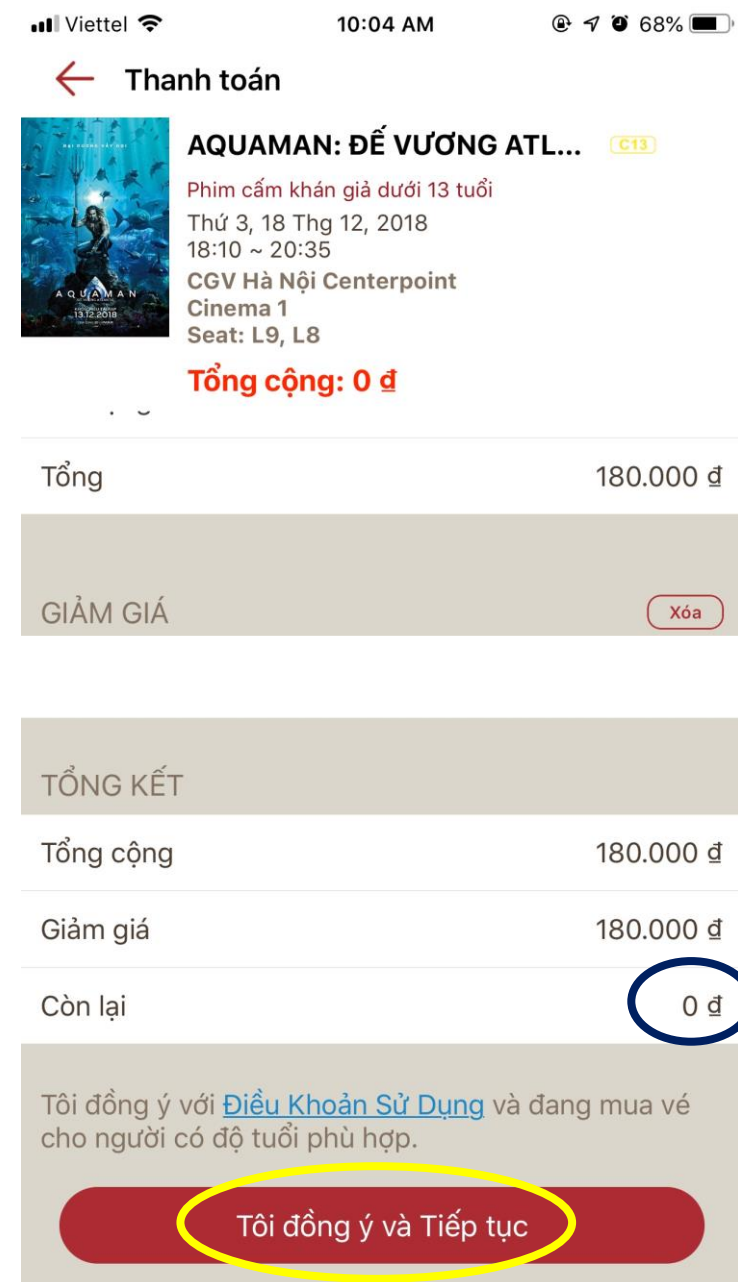 Viettel 10:04 AM 68%
Thanh toán
ĐẠI DƯƠNG DẬY SÓNG
AQUAMAN
13.12.2018
AQUAMAN: ĐẾ VƯƠNG ATL... C13
Phim cấm khán giả dưới 13 tuổi
Thứ 3, 18 Thg 12, 2018
18:10 ~ 20:35
CGV Hà Nội Centerpoint
Cinema 1
Seat: L9, L8
Tổng cộng: 0 ₫
Tổng 180.000 ₫
GIẢM GIÁ Xóa
TỔNG KẾT
Tổng cộng 180.000 ₫
Giảm giá 180.000 ₫
Còn lại 0 ₫
Tôi đồng ý với Điều Khoản Sử Dụng và đang mua vé
cho người có độ tuổi phù hợp.
Tôi đồng ý và Tiếp tục